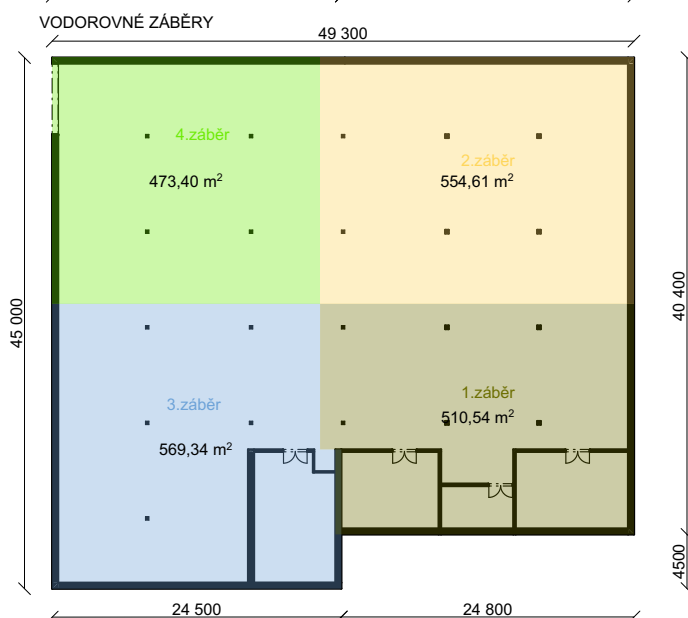 VODOROVNÉ ZÁBĚRY
49 300
4.záběr
473,40 m²
2.záběr
554,61 m²
45 000
40 400
3.záběr
569,34 m²
1.záběr
510,54 m²
4500
24 500
24 800